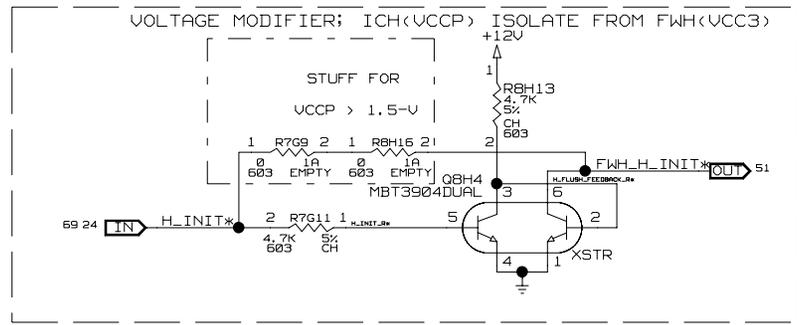 VOLTAGE MODIFIER; ICH(VCCP) ISOLATE FROM FWH(VCC3)
+12V
STUFF FOR
VCCP > 1.5-V
1
R8H13
4.7K
5%
CH
603
2
1 R7G9 2 1 R8H16 2
0 1A 0 1A
603 EMPTY 603 EMPTY
FWH_H_INIT* OUT 51
H_FLUSH_FEEDBACK_R*
Q8H4
MBT3904DUAL
3 6
69 24 IN H_INIT*
2 R7G11 1 H_INIT_R*
4.7K 5%
603 CH
5 2
4 1
XSTR